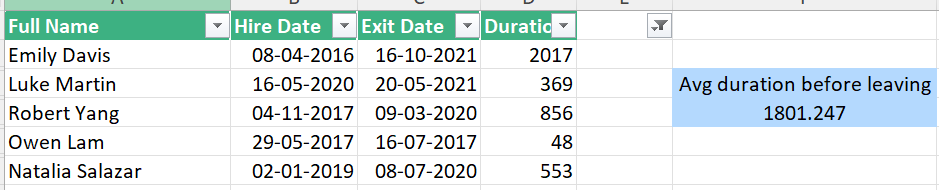 Full Name Hire Date Exit Date Duratio
Emily Davis 08-04-2016 16-10-2021 2017
Luke Martin 16-05-2020 20-05-2021 369 Avg duration before leaving
Robert Yang 04-11-2017 09-03-2020 856 1801.247
Owen Lam 29-05-2017 16-07-2017 48
Natalia Salazar 02-01-2019 08-07-2020 553